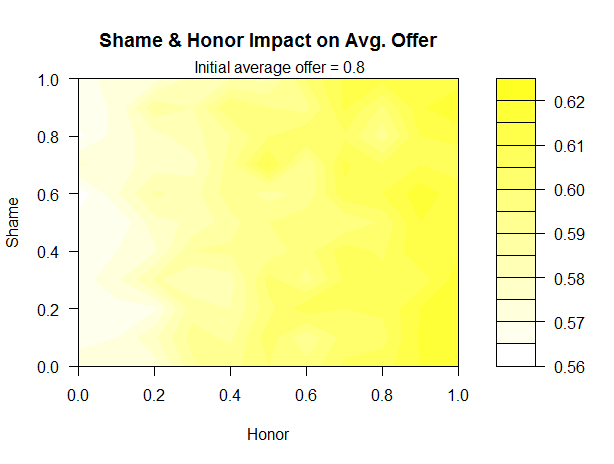 Shame & Honor Impact on Avg. Offer
Initial average offer = 0.8
1.0
0.8
0.6
0.4
0.2
0.0
Shame
0.0 0.2 0.4 0.6 0.8 1.0
Honor
0.62
0.61
0.60
0.59
0.58
0.57
0.56